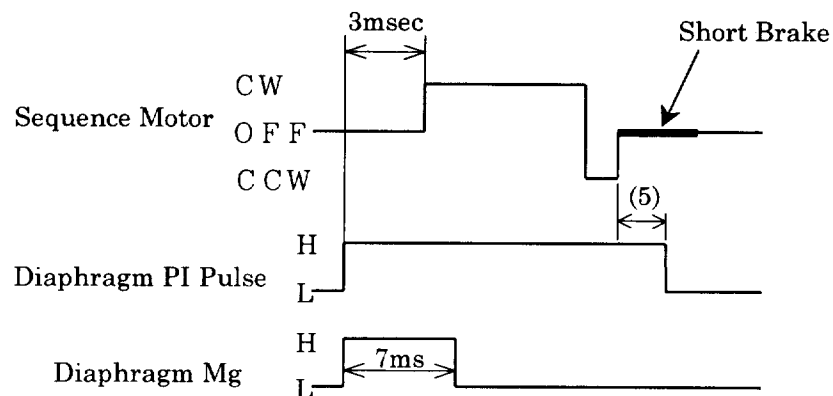 3msec
Short Brake
CW
Sequence Motor
OFF
CCW
(5)
H
Diaphragm PI Pulse
L
H
7ms
Diaphragm Mg
L